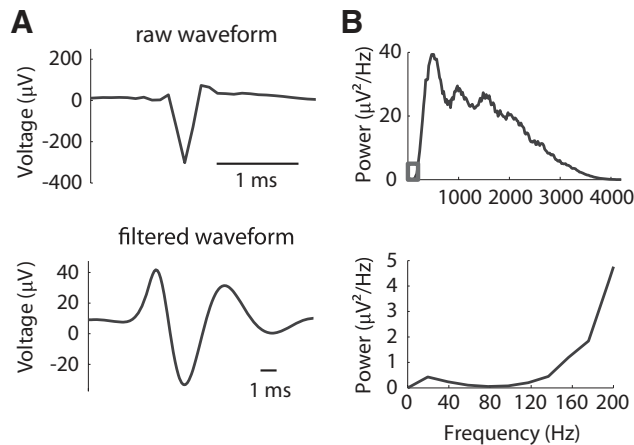 A
raw waveform
Voltage (µV)
200
0
-200
-400
1 ms
filtered waveform
Voltage (µV)
40
20
0
-20
1 ms
B
Power (µV²/Hz)
40
20
0
1000 2000 3000 4000
Power (µV²/Hz)
5
4
3
2
1
0
0 40 80 120 160 200
Frequency (Hz)